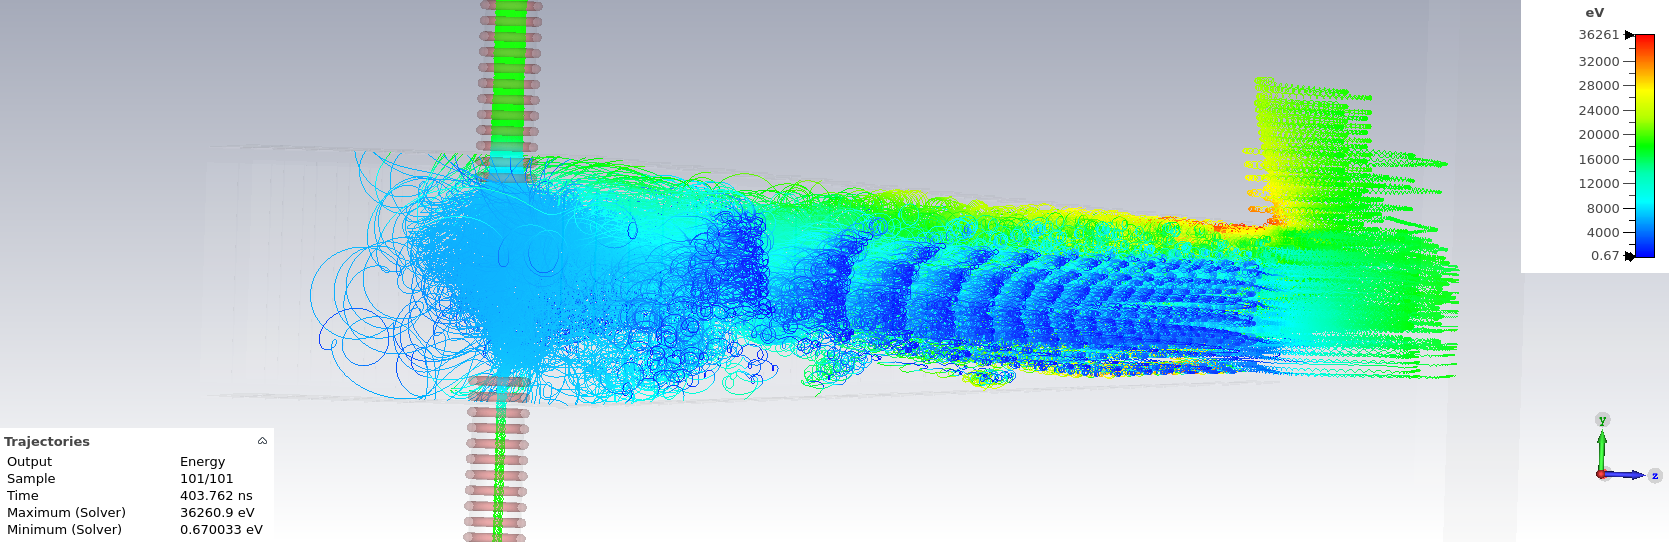 eV
36261
32000
28000
24000
20000
16000
12000
8000
4000
0.67
Trajectories
Output Energy
Sample 101/101
Time 403.762 ns
Maximum (Solver) 36260.9 eV
Minimum (Solver) 0.670033 eV
y
z